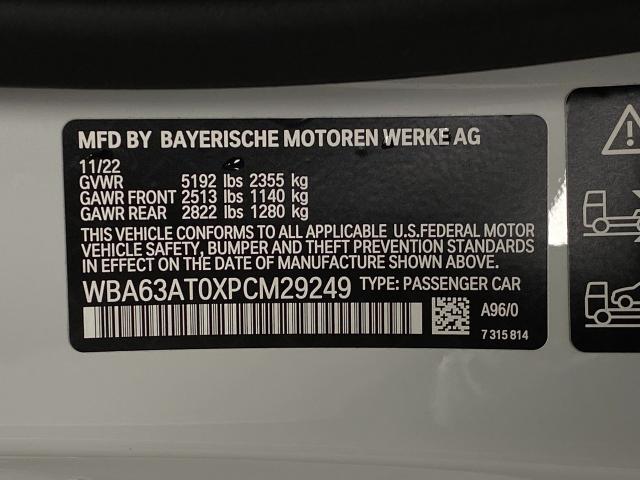 MFD BY BAYERISCHE MOTOREN WERKE AG
11/22
GVWR 5192 lbs 2355 kg
GAWR FRONT 2513 lbs 1140 kg
GAWR REAR 2822 lbs 1280 kg
THIS VEHICLE CONFORMS TO ALL APPLICABLE U.S.FEDERAL MOTOR
VEHICLE SAFETY, BUMPER AND THEFT PREVENTION STANDARDS
IN EFFECT ON THE DATE OF MANUFACTURE SHOWN ABOVE.
WBA63AT0XPCM29249 TYPE: PASSENGER CAR
A96/0
7 315 814